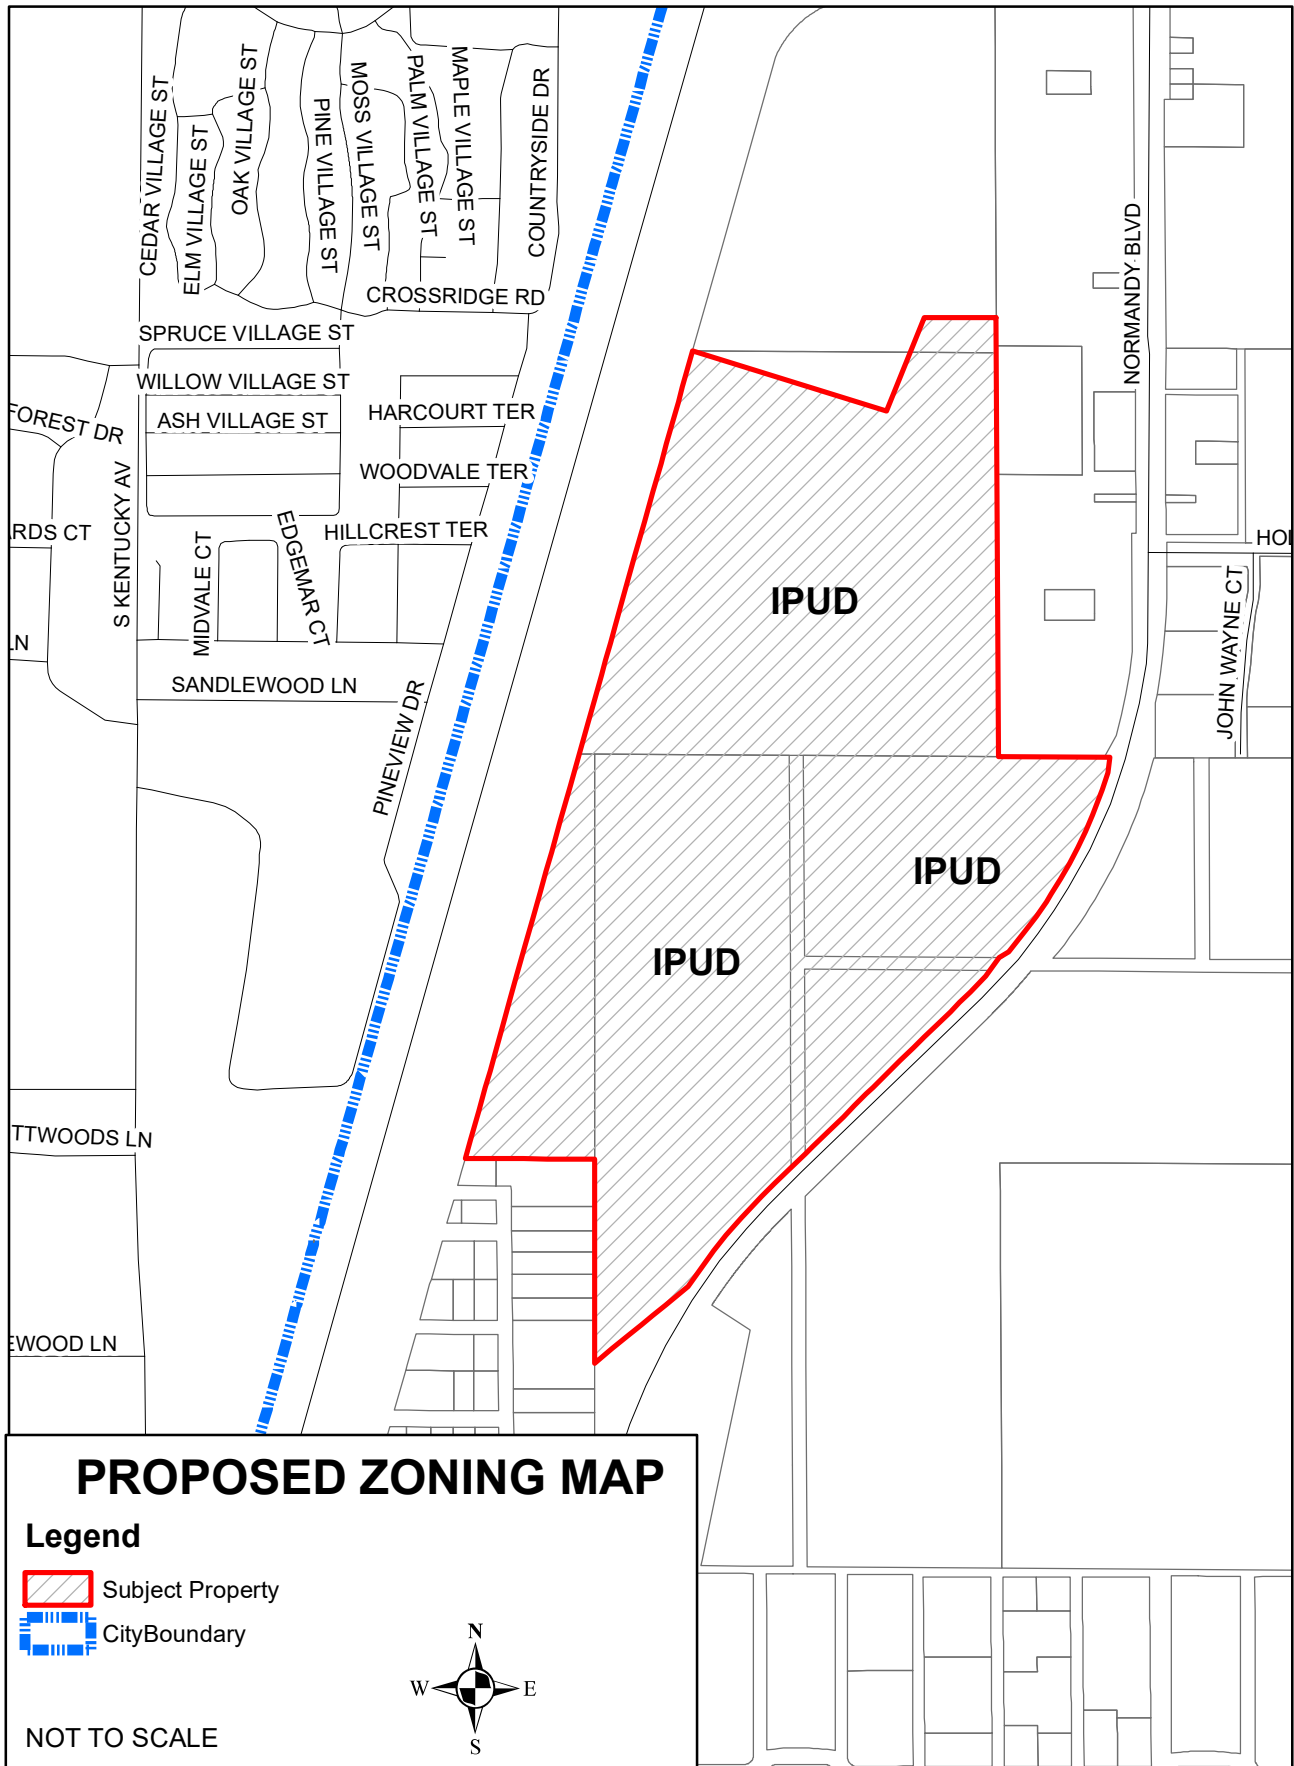 CEDAR VILLAGE ST
ELM VILLAGE ST
OAK VILLAGE ST
PINE VILLAGE ST
MOSS VILLAGE ST
PALM VILLAGE ST
MAPLE VILLAGE ST
COUNTRYSIDE DR
CROSSRIDGE RD
SPRUCE VILLAGE ST
WILLOW VILLAGE ST
ASH VILLAGE ST
HARCOURT TER
FOREST DR
WOODVALE TER
S KENTUCKY AV
HILLCREST TER
ARDS CT
MIDVALE CT
EDGEMAR CT
LN
SANDLEWOOD LN
PINEVIEW DR
NORMANDY BLVD
HOL
JOHN WAYNE CT
IPUD
IPUD
IPUD
TTWOODS LN
EWOOD LN
PROPOSED ZONING MAP
Legend
Subject Property
CityBoundary
N
W E
S
NOT TO SCALE